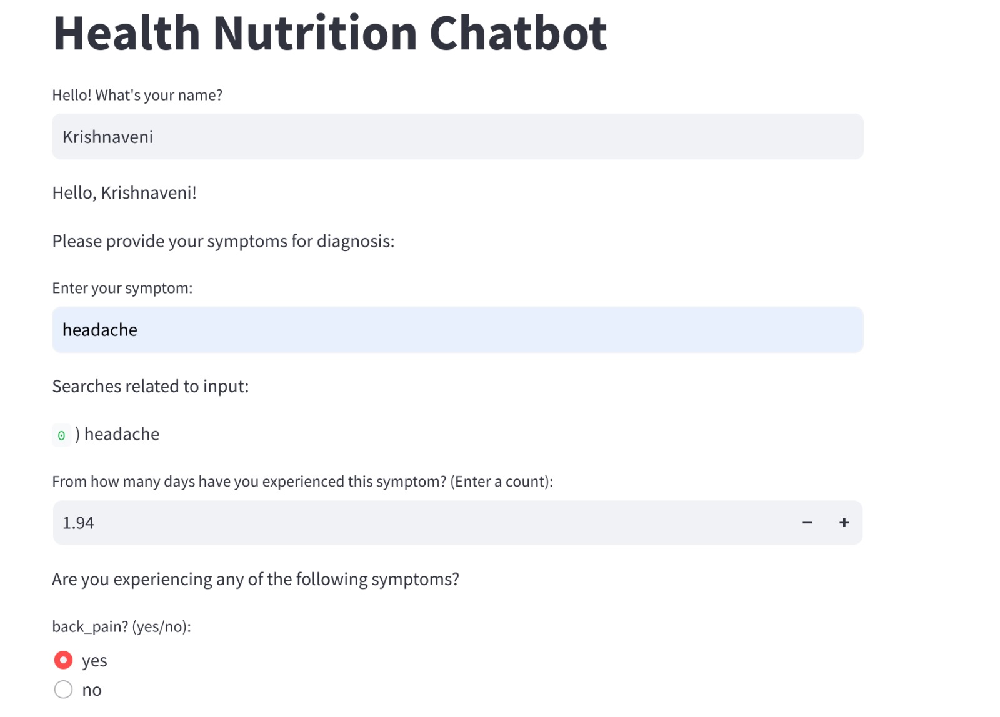 Health Nutrition Chatbot
Hello! What's your name?
Krishnaveni
Hello, Krishnaveni!
Please provide your symptoms for diagnosis:
Enter your symptom:
headache
Searches related to input:
0 ) headache
From how many days have you experienced this symptom? (Enter a count):
1.94 − +
Are you experiencing any of the following symptoms?
back_pain? (yes/no):
yes
no